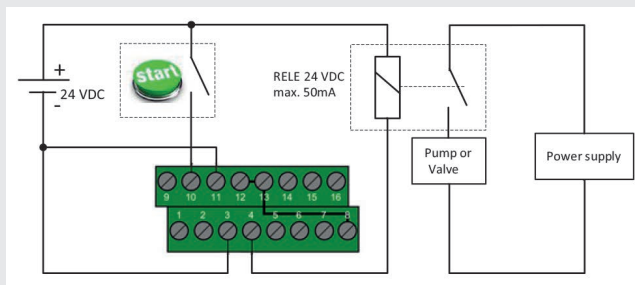 +
24 VDC
-
start
RELE 24 VDC
max. 50mA
Pump or
Valve
Power supply
9 10 11 12 13 14 15 16
1 2 3 4 5 6 7 8